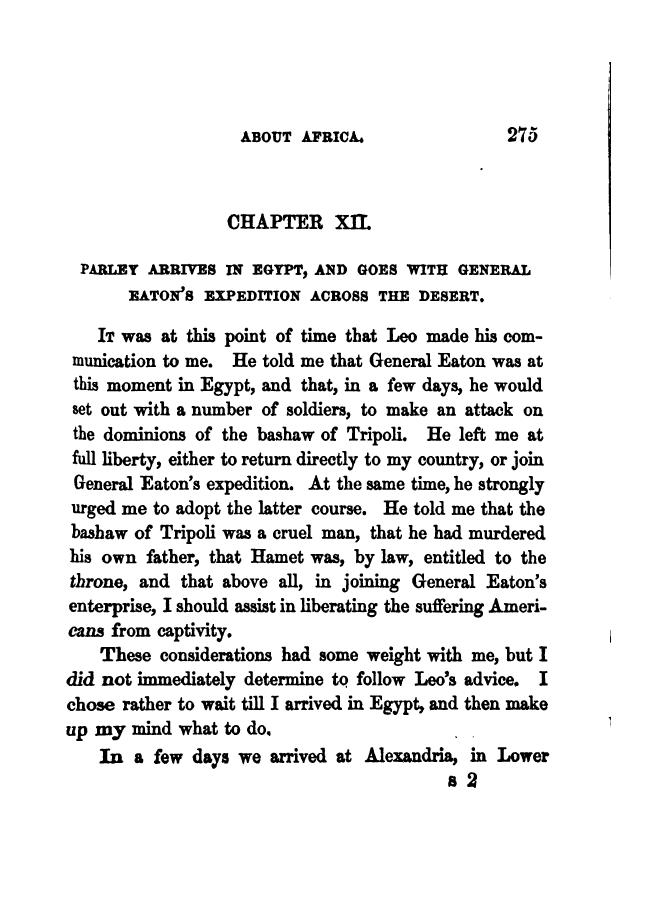 ABOUT AFRICA. 275
CHAPTER XII.
PARLEY ARRIVES IN EGYPT, AND GOES WITH GENERAL
EATON'S EXPEDITION ACROSS THE DESERT.
IT was at this point of time that Leo made his com-
munication to me. He told me that General Eaton was at
this moment in Egypt, and that, in a few days, he would
set out with a number of soldiers, to make an attack on
the dominions of the bashaw of Tripoli. He left me at
full liberty, either to return directly to my country, or join
General Eaton's expedition. At the same time, he strongly
urged me to adopt the latter course. He told me that the
bashaw of Tripoli was a cruel man, that he had murdered
his own father, that Hamet was, by law, entitled to the
throne, and that above all, in joining General Eaton's
enterprise, I should assist in liberating the suffering Ameri-
cans from captivity.
These considerations had some weight with me, but I
did not immediately determine to follow Leo's advice. I
chose rather to wait till I arrived in Egypt, and then make
up my mind what to do.
In a few days we arrived at Alexandria, in Lower
s 2